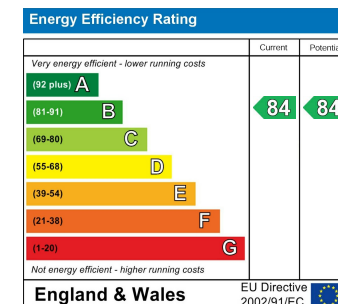 Energy Efficiency Rating
Current Potentia
Very energy efficient - lower running costs
(92 plus) A
(81-91) B 84 84
(69-80) C
(55-68) D
(39-54) E
(21-38) F
(1-20) G
Not energy efficient - higher running costs
England & Wales
EU Directive
2002/91/EC